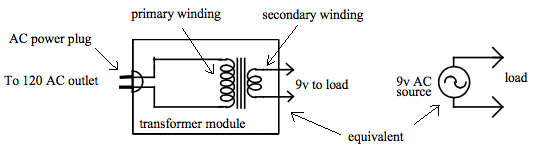 primary winding
secondary winding
AC power plug
To 120 AC outlet
9v to load
9v AC
source
load
transformer module
equivalent